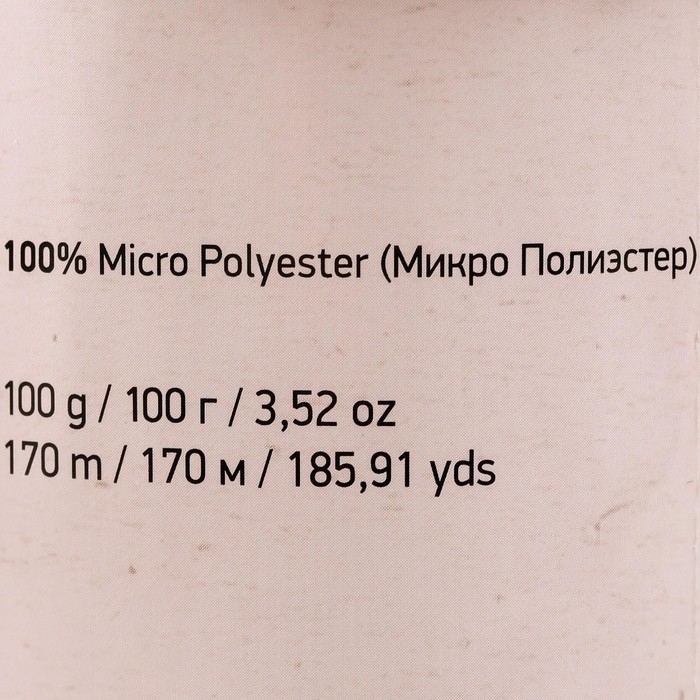 100% Micro Polyester (Микро Полиэстер)
100 g / 100 г / 3,52 oz
170 m / 170 м / 185,91 yds